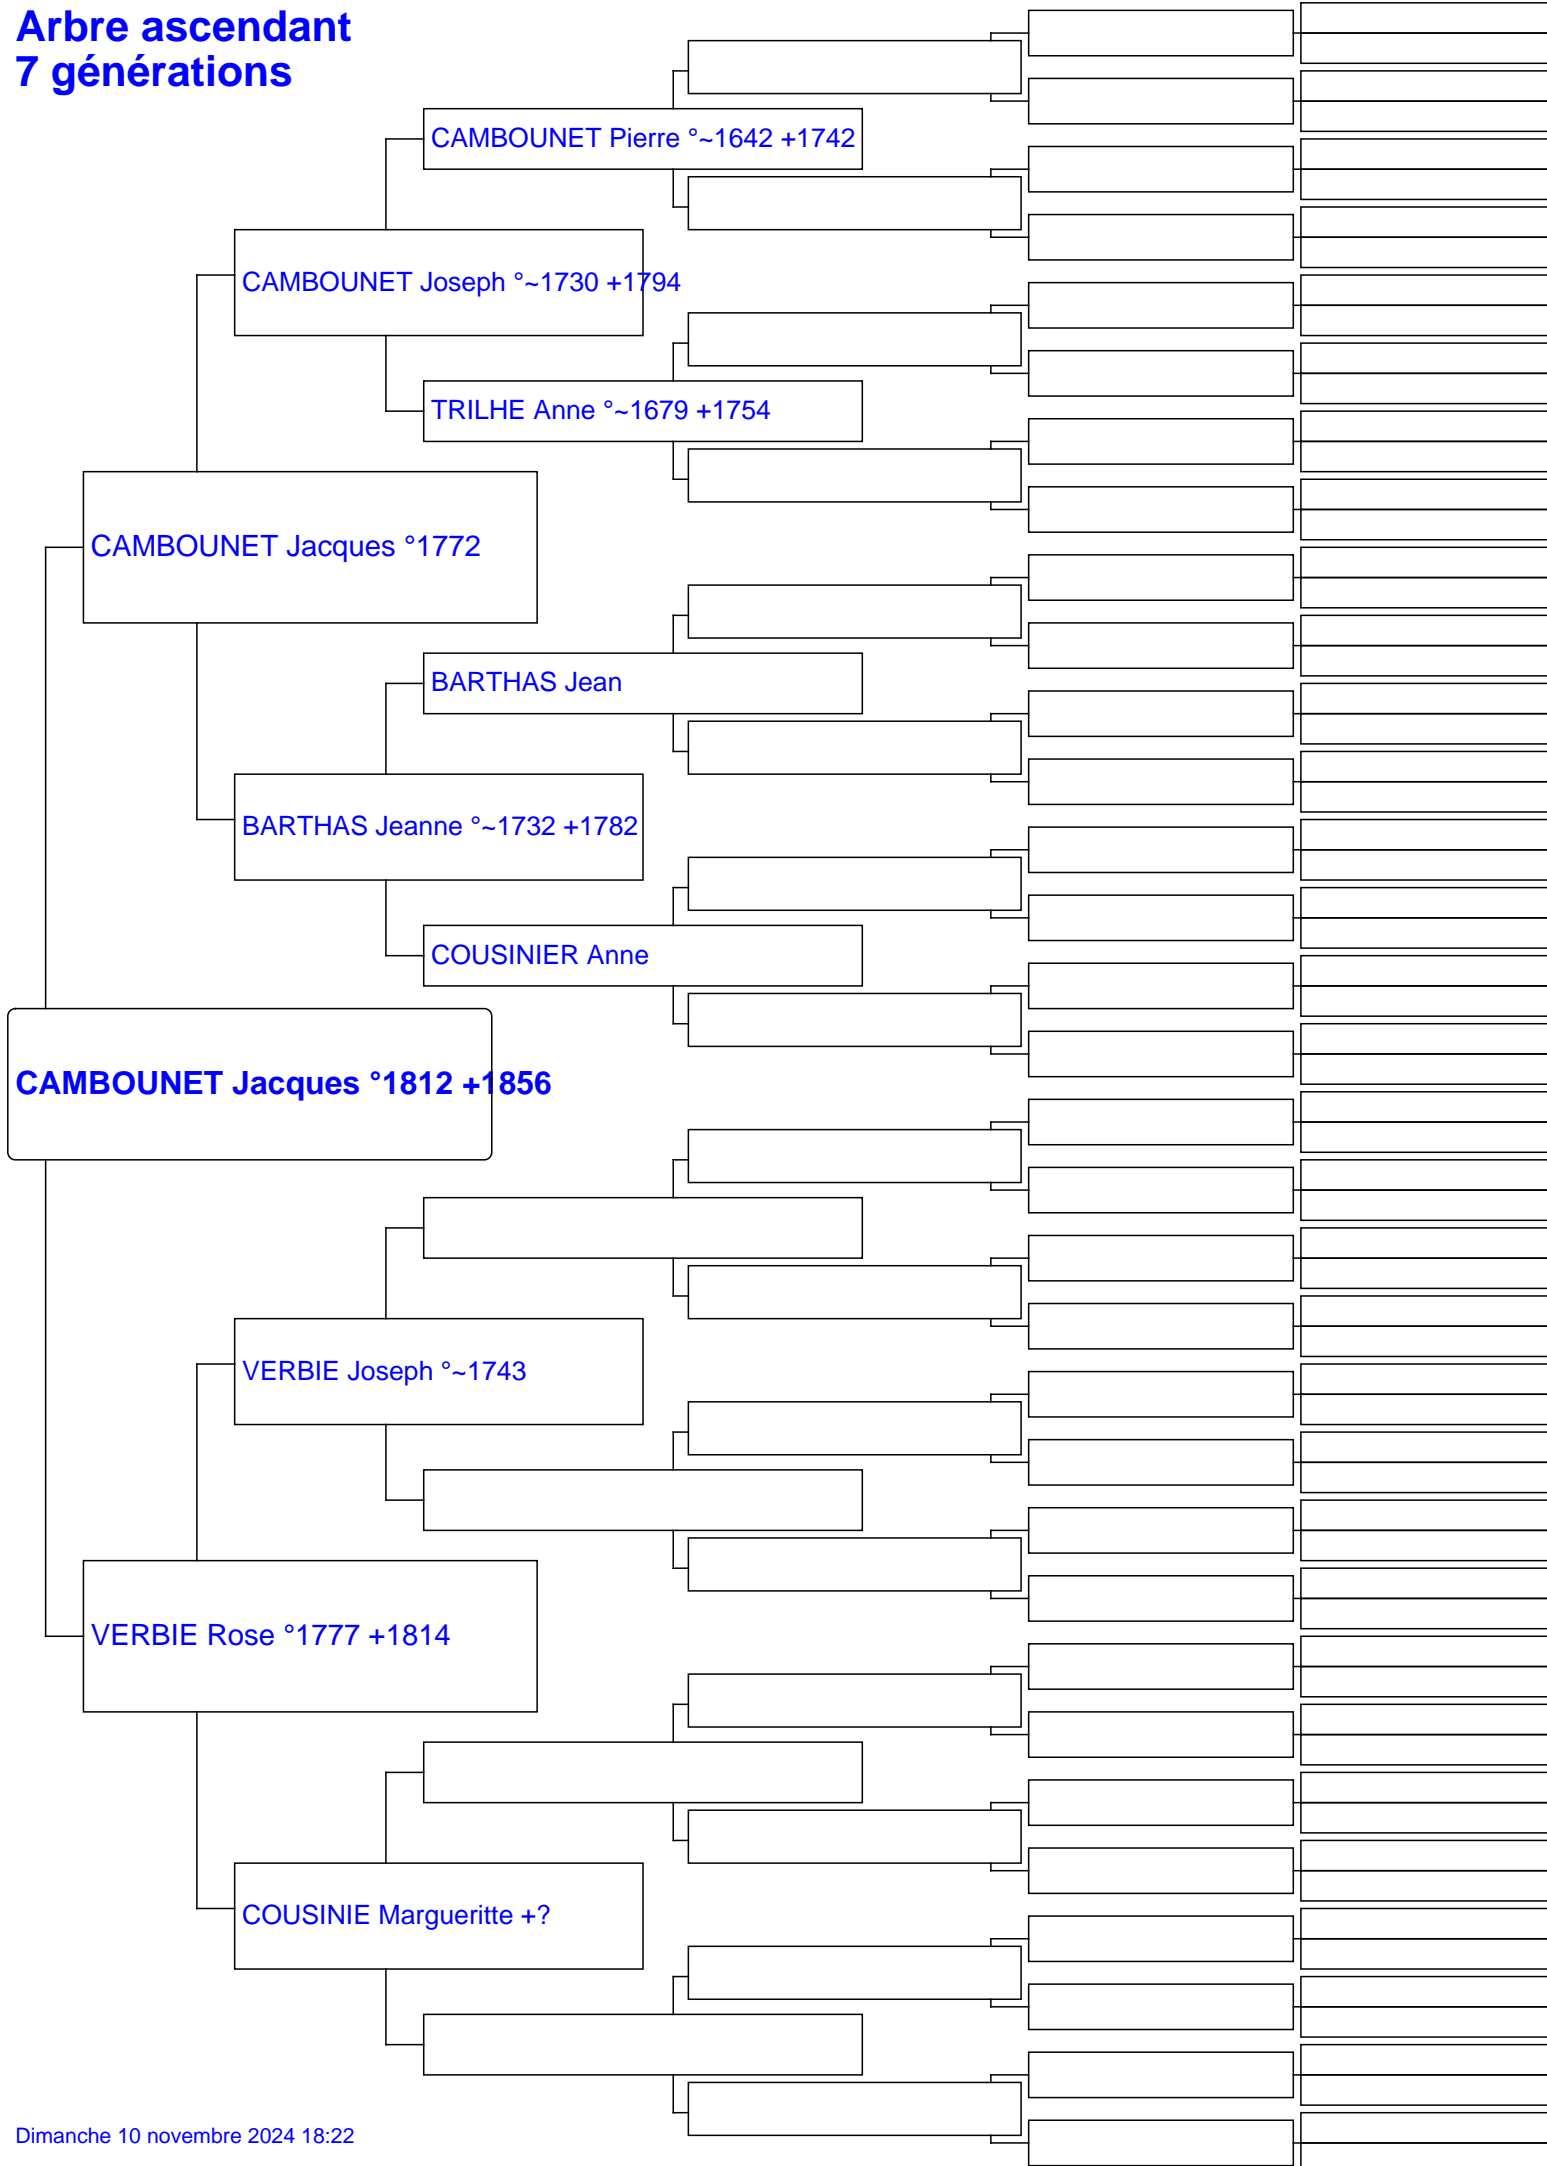 Arbre ascendant
7 générations
CAMBOUNET Pierre °~1642 +1742
CAMBOUNET Joseph °~1730 +1794
TRILHE Anne °~1679 +1754
CAMBOUNET Jacques °1772
BARTHAS Jean
BARTHAS Jeanne °~1732 +1782
COUSINIER Anne
CAMBOUNET Jacques °1812 +1856
VERBIE Joseph °~1743
VERBIE Rose °1777 +1814
COUSINIE Margueritte +?
Dimanche 10 novembre 2024 18:22